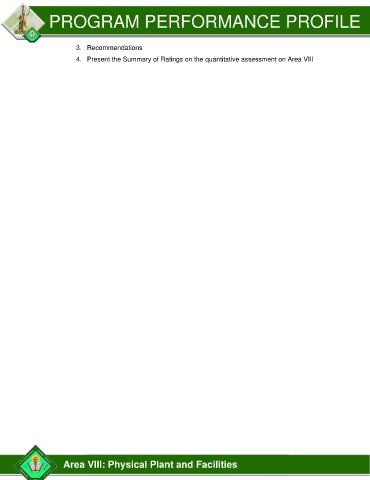 PROGRAM PERFORMANCE PROFILE
3. Recommendations
4. Present the Summary of Ratings on the quantitative assessment on Area VIII
Area VIII: Physical Plant and Facilities